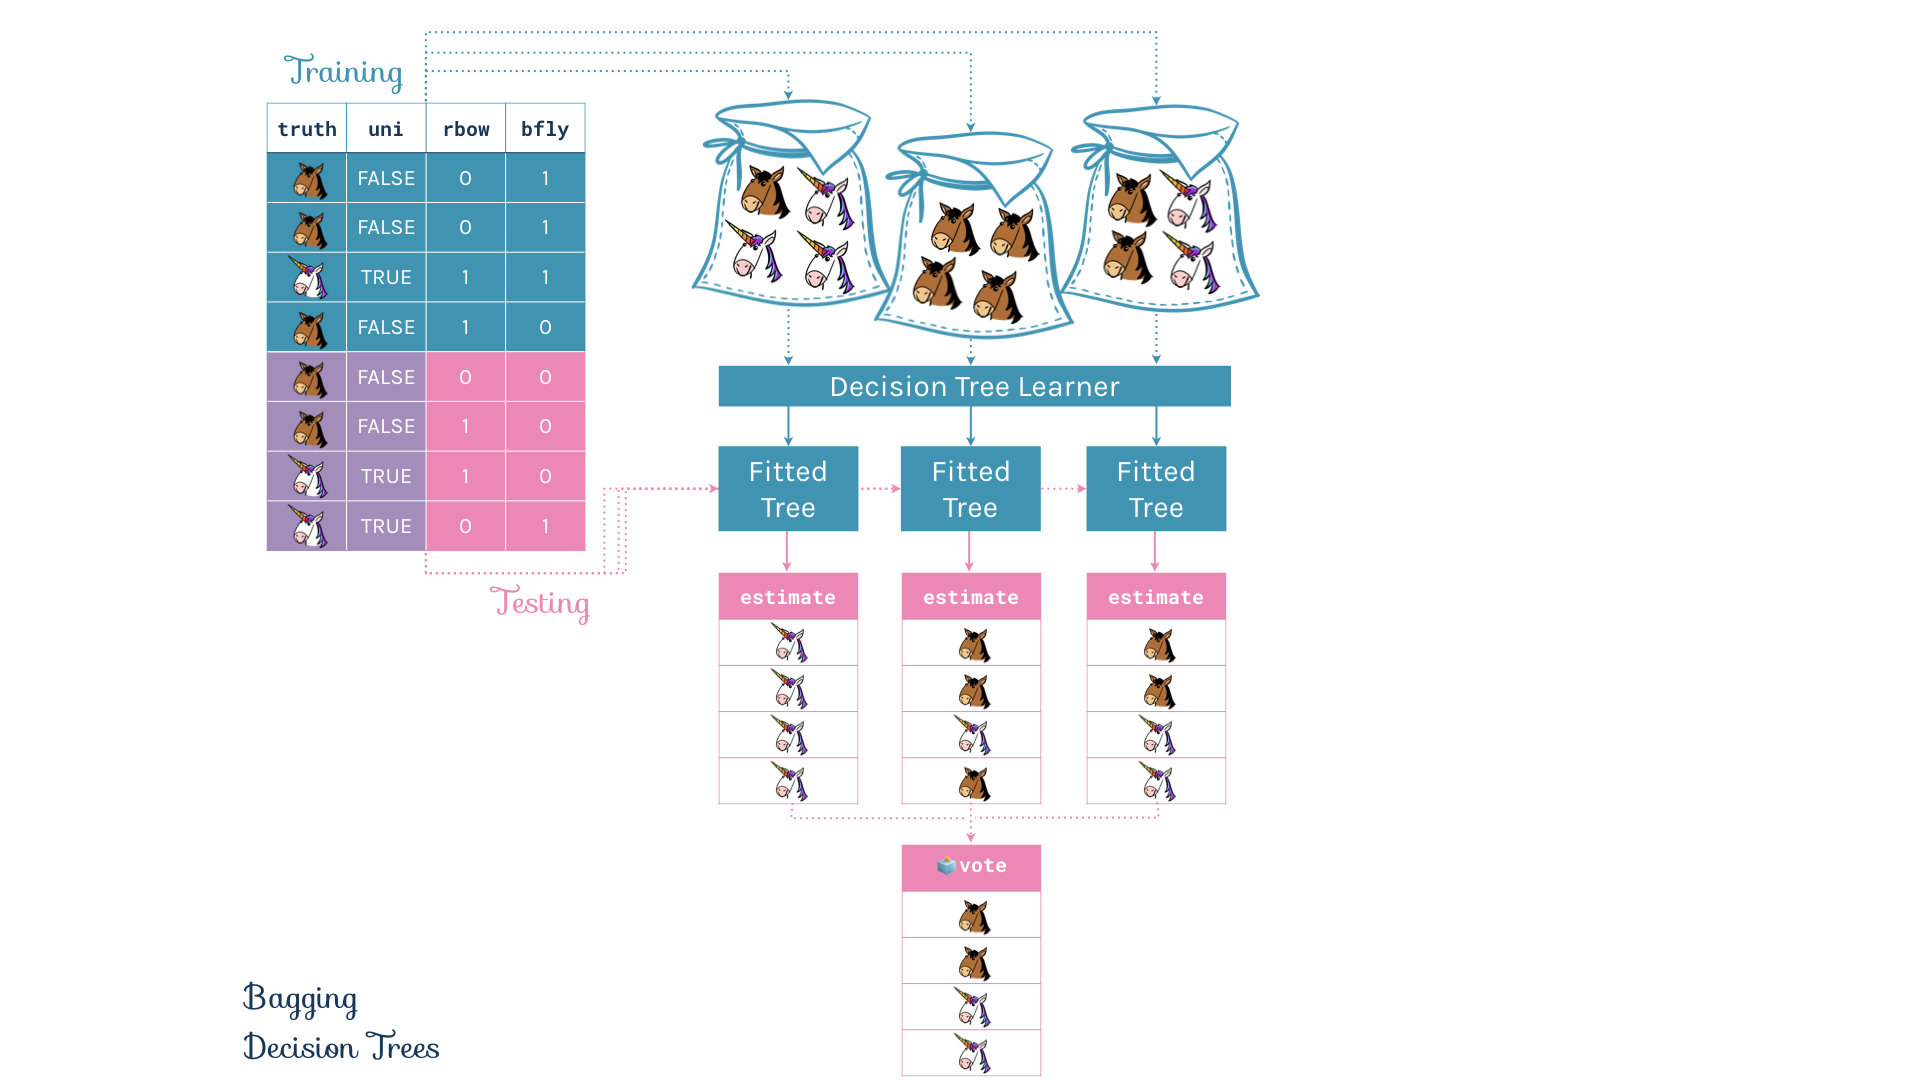 Training
truth uni rbow bfly
FALSE 0 1
FALSE 0 1
TRUE 1 1
FALSE 1 0
FALSE 0 0
FALSE 1 0
TRUE 1 0
TRUE 0 1
Testing
Decision Tree Learner
Fitted Tree
Fitted Tree
Fitted Tree
estimate
estimate
estimate
vote
Bagging
Decision Trees